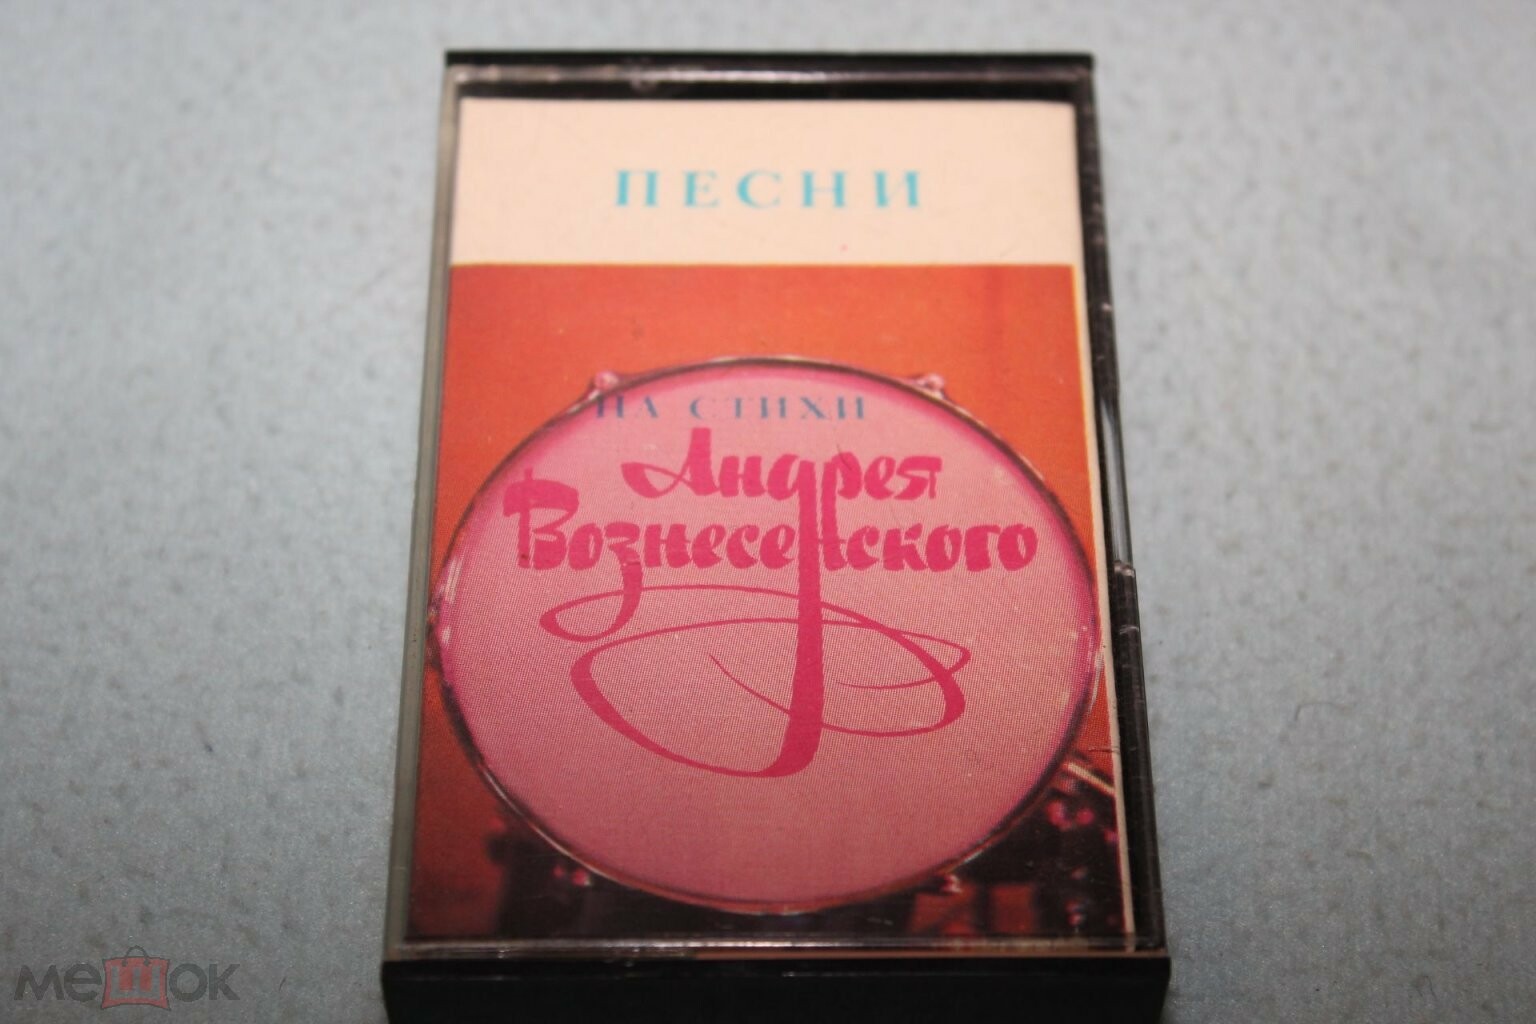 ПЕСНИ
НА СТИХИ
Андрея
Вознесенского
мешок